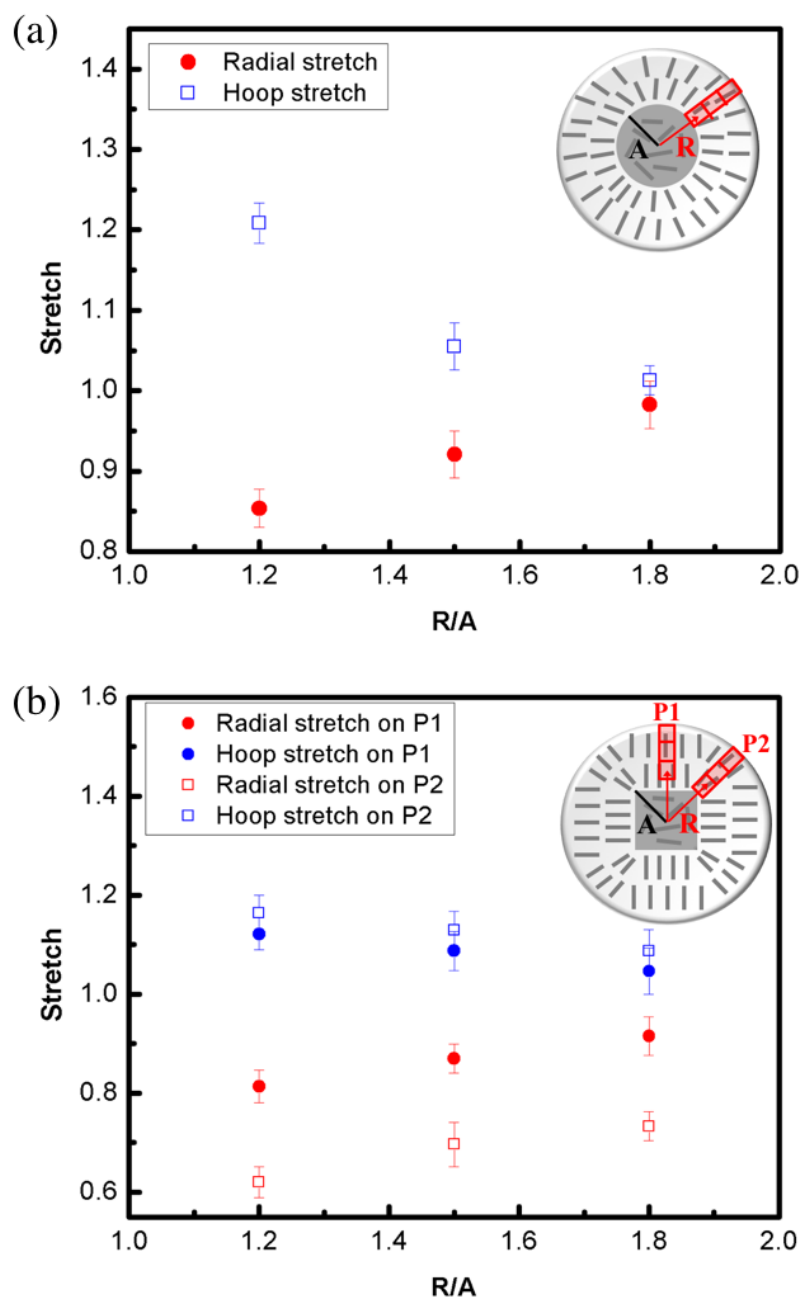 (a)
Radial stretch
Hoop stretch
A
R
1.4
1.3
1.2
1.1
1.0
0.9
0.8
Stretch
1.0
1.2
1.4
1.6
1.8
2.0
R/A
(b)
Radial stretch on P1
Hoop stretch on P1
Radial stretch on P2
Hoop stretch on P2
P1
P2
A
R
1.6
1.4
1.2
1.0
0.8
0.6
Stretch
1.0
1.2
1.4
1.6
1.8
2.0
R/A